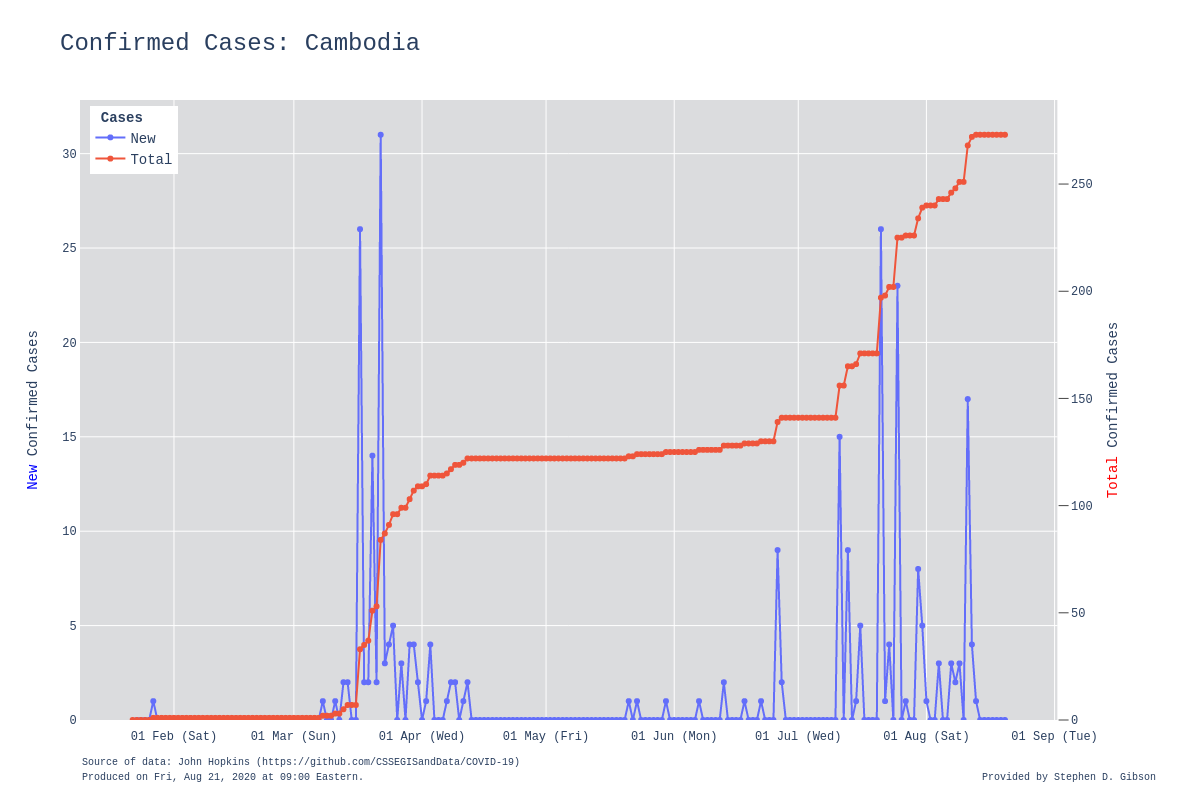 Confirmed Cases: Cambodia
Cases
New
Total
30
25
20
15
10
5
0
250
200
150
100
50
0
New Confirmed Cases
Total Confirmed Cases
01 Feb (Sat) 01 Mar (Sun) 01 Apr (Wed) 01 May (Fri) 01 Jun (Mon) 01 Jul (Wed) 01 Aug (Sat) 01 Sep (Tue)
Source of data: John Hopkins (https://github.com/CSSEGISandData/COVID-19)
Produced on Fri, Aug 21, 2020 at 09:00 Eastern.
Provided by Stephen D. Gibson